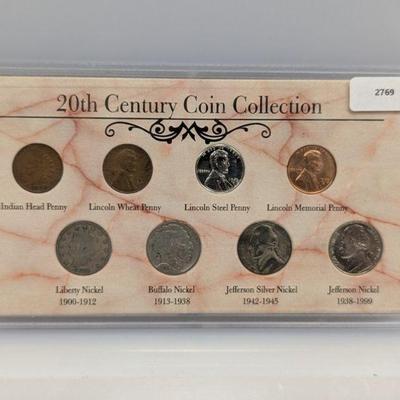 2769
20th Century Coin Collection
Indian Head Penny Lincoln Wheat Penny Lincoln Steel Penny Lincoln Memorial Penny
Liberty Nickel Buffalo Nickel Jefferson Silver Nickel Jefferson Nickel
1900-1912 1913-1938 1942-1945 1938-1999